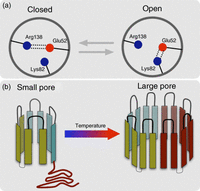 (a) Closed Open
Arg138 Glu52 Arg138 Glu52
Lys82 Lys82
(b) Small pore Large pore
Temperature